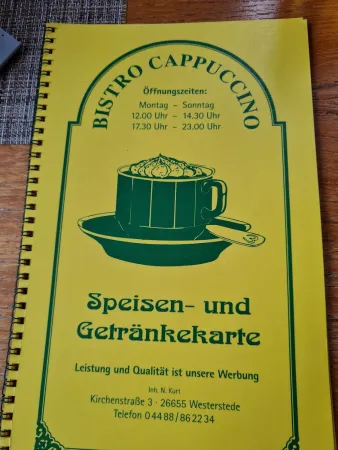 BISTRO CAPPUCCINO
Öffnungszeiten:
Montag – Sonntag
12.00 Uhr – 14.30 Uhr
17.30 Uhr – 23.00 Uhr
Speisen- und
Getränkekarte
Leistung und Qualität ist unsere Werbung
Inh. N. Kurt
Kirchenstraße 3 · 26655 Westerstede
Telefon 0 44 88 / 86 22 34